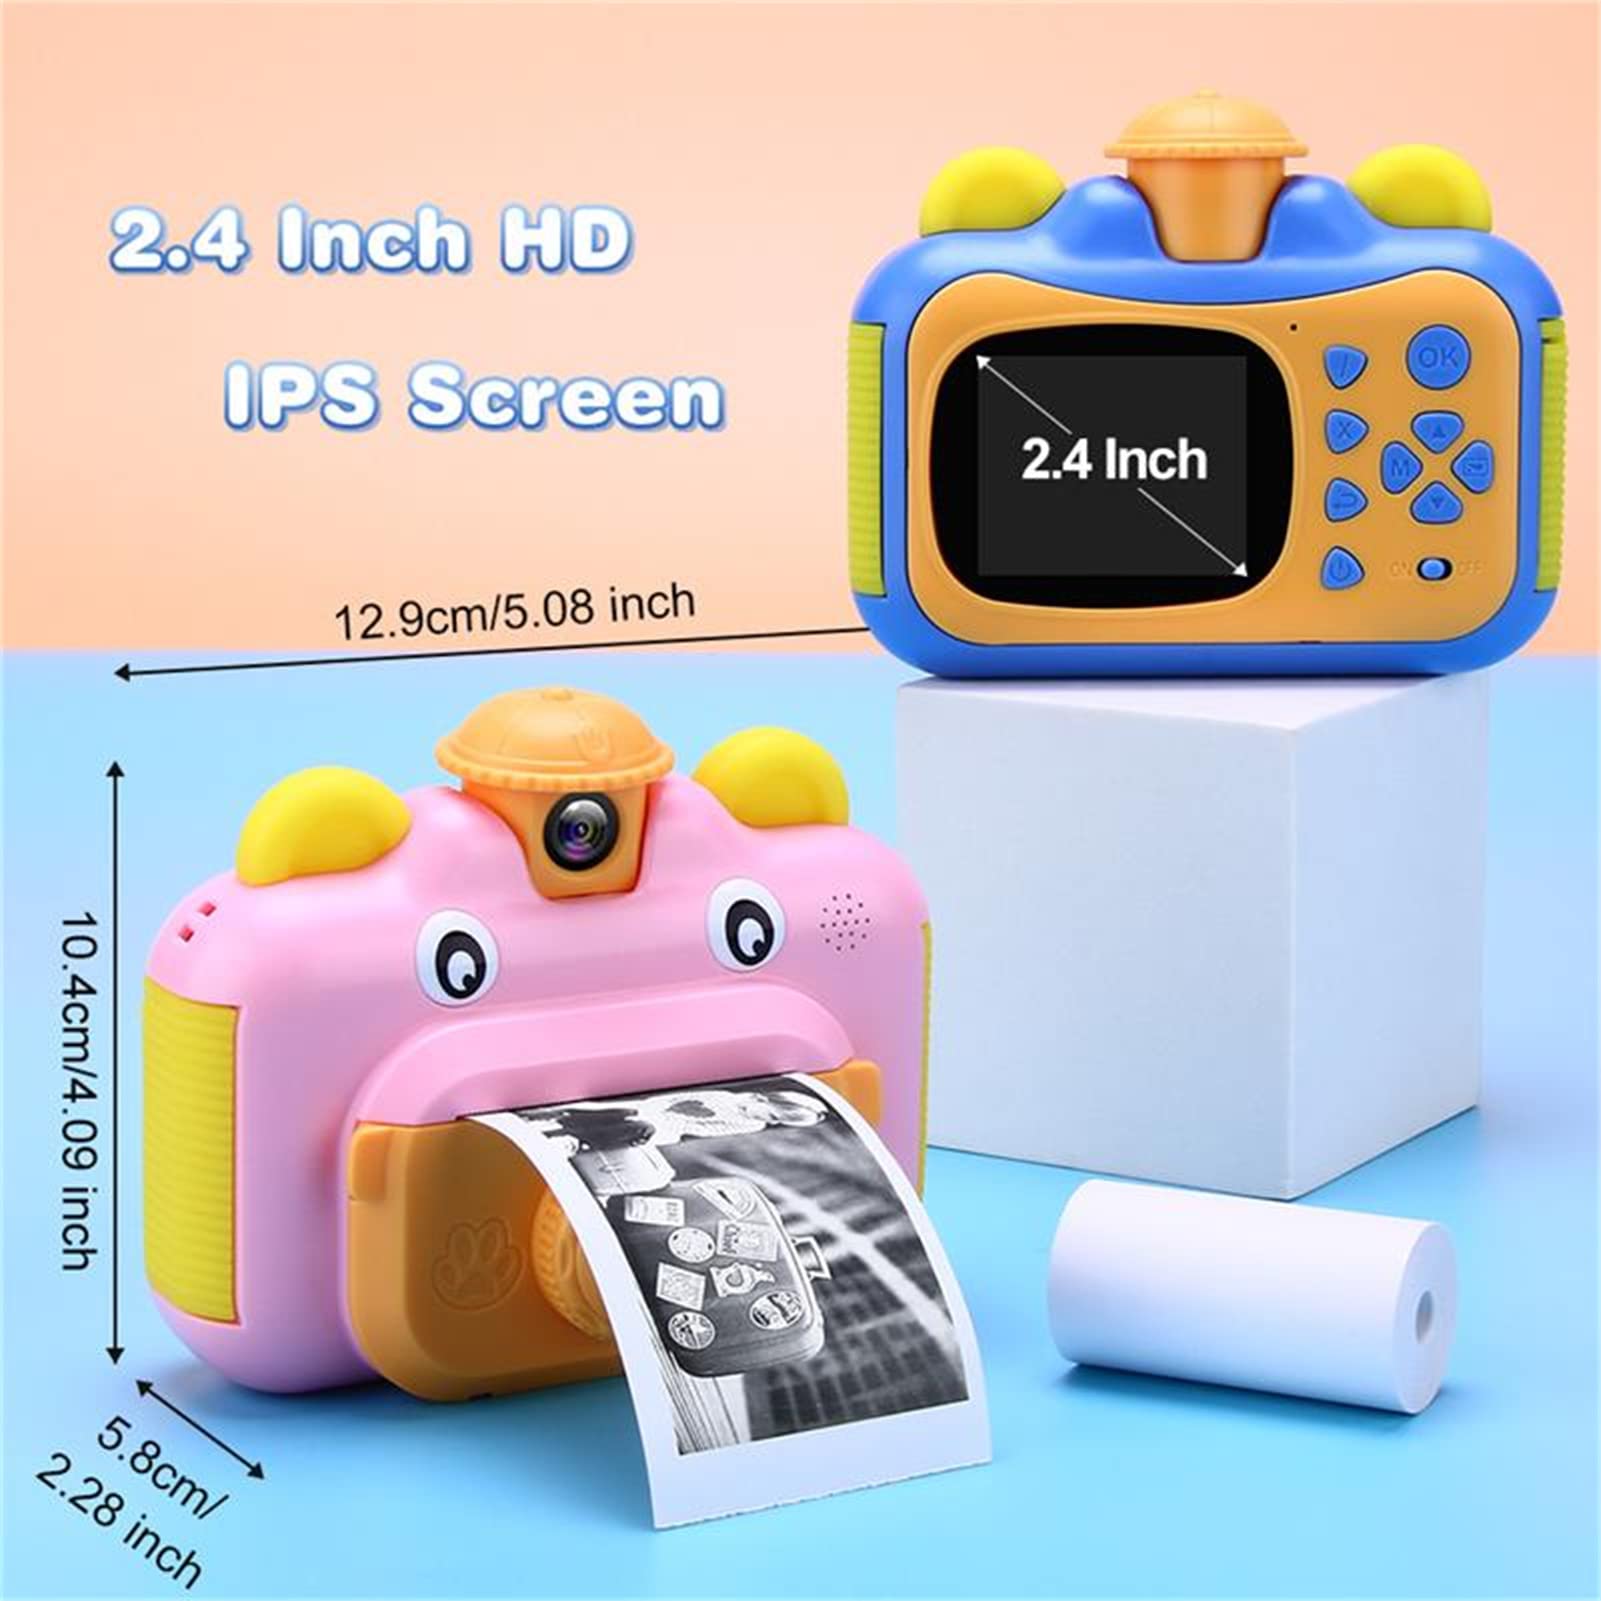 2.4 Inch HD
IPS Screen
OK
X
M
2.4 Inch
ON
OFF
12.9cm/5.08 inch
10.4cm/4.09 inch
5.8cm/
2.28 inch